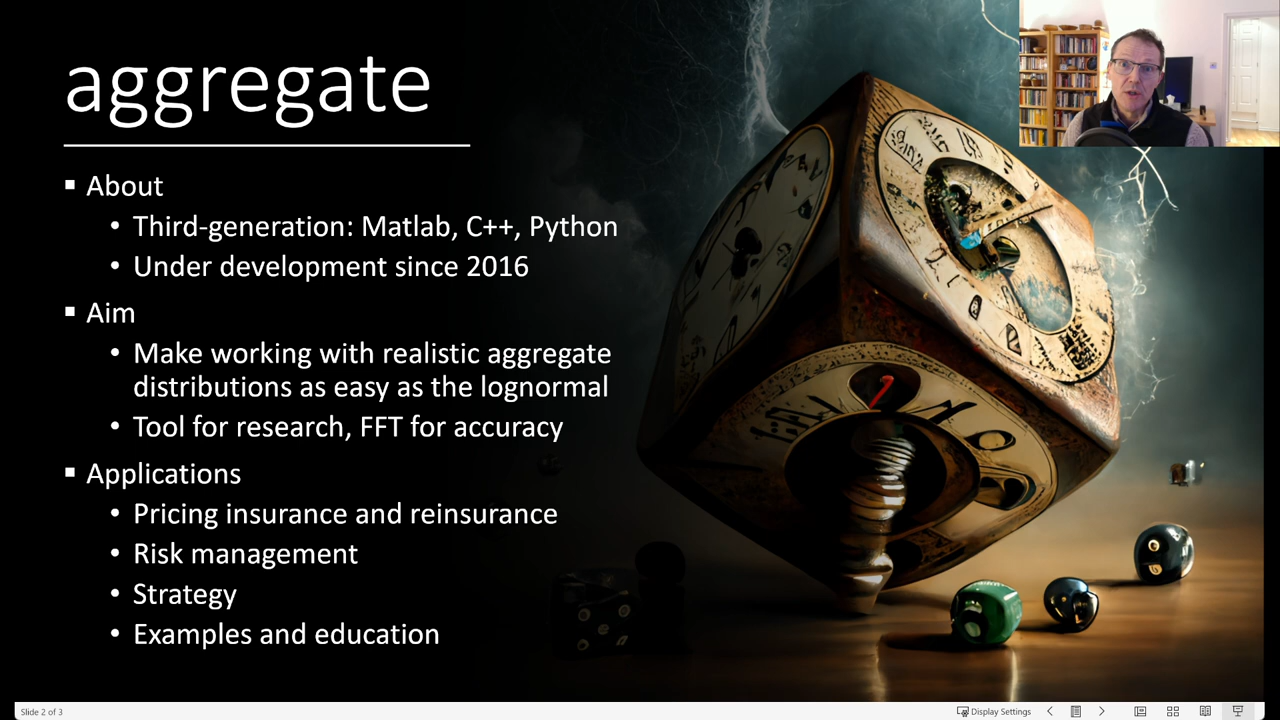 aggregate
▪ About
• Third-generation: Matlab, C++, Python
• Under development since 2016
▪ Aim
• Make working with realistic aggregate
distributions as easy as the lognormal
• Tool for research, FFT for accuracy
▪ Applications
• Pricing insurance and reinsurance
• Risk management
• Strategy
• Examples and education
Slide 2 of 3
Display Settings